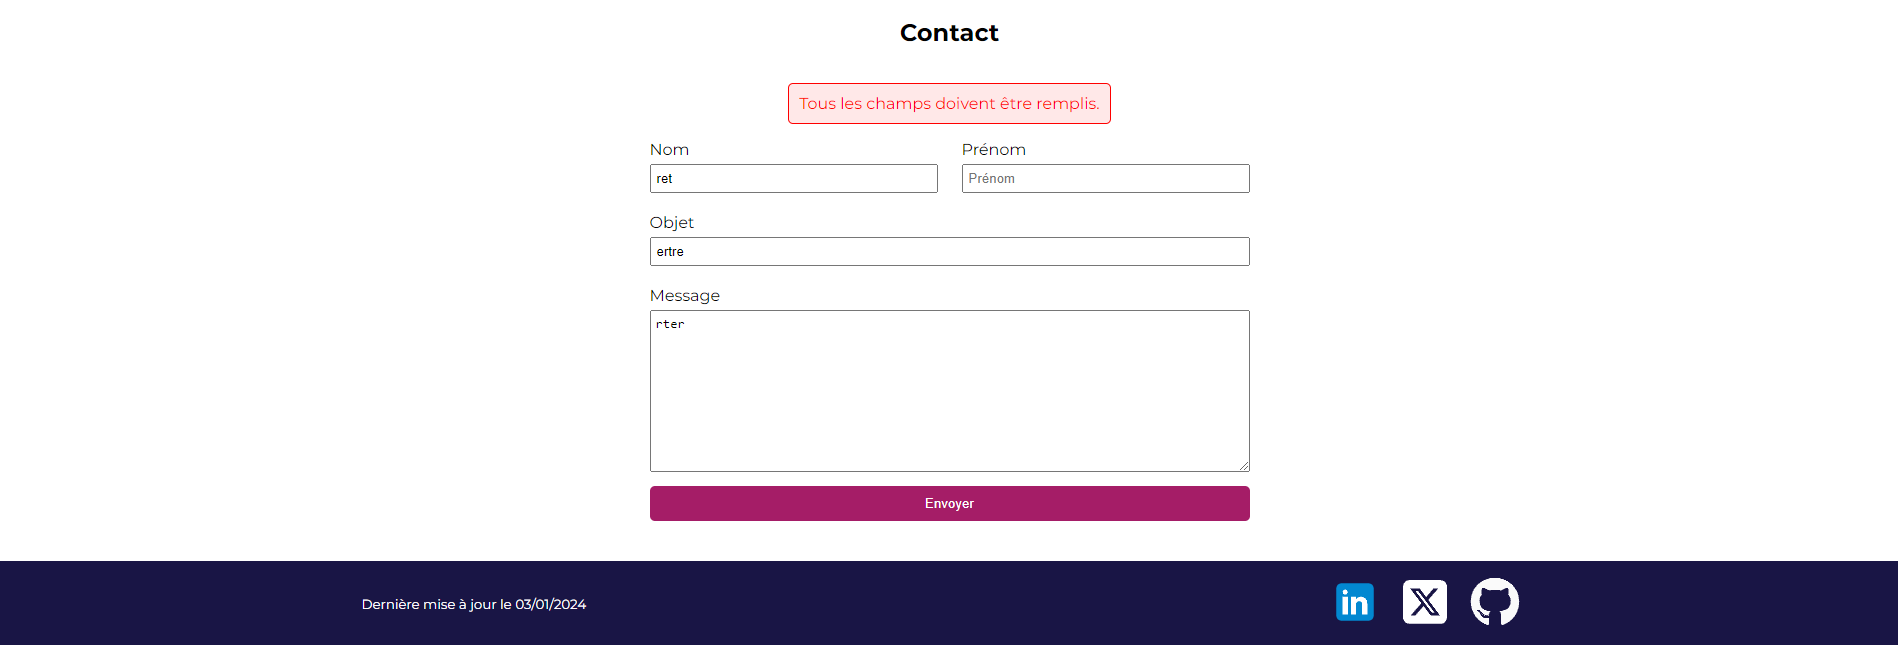 Contact
Tous les champs doivent être remplis.
Nom
Prénom
ret
Prénom
Objet
ertre
Message
rter
Envoyer
Dernière mise à jour le 03/01/2024
in
X